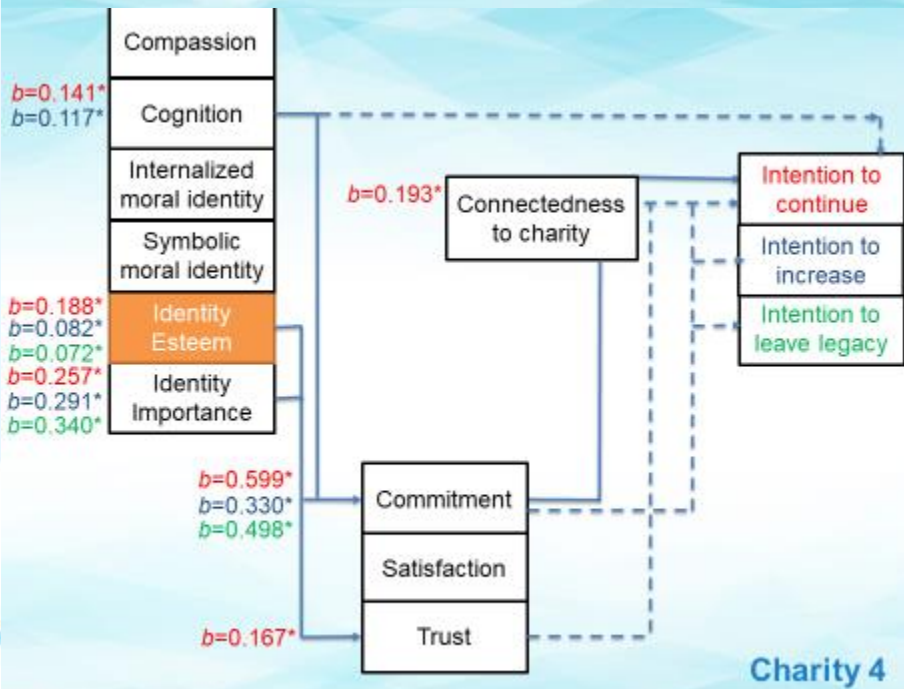 Compassion
b=0.141*
b=0.117*
Cognition
Internalized
moral identity
Symbolic
moral identity
b=0.188*
b=0.082*
b=0.072*
Identity
Esteem
b=0.257*
b=0.291*
b=0.340*
Identity
Importance
b=0.193*
Connectedness
to charity
Intention to
continue
Intention to
increase
Intention to
leave legacy
b=0.599*
b=0.330*
b=0.498*
Commitment
Satisfaction
b=0.167*
Trust
Charity 4